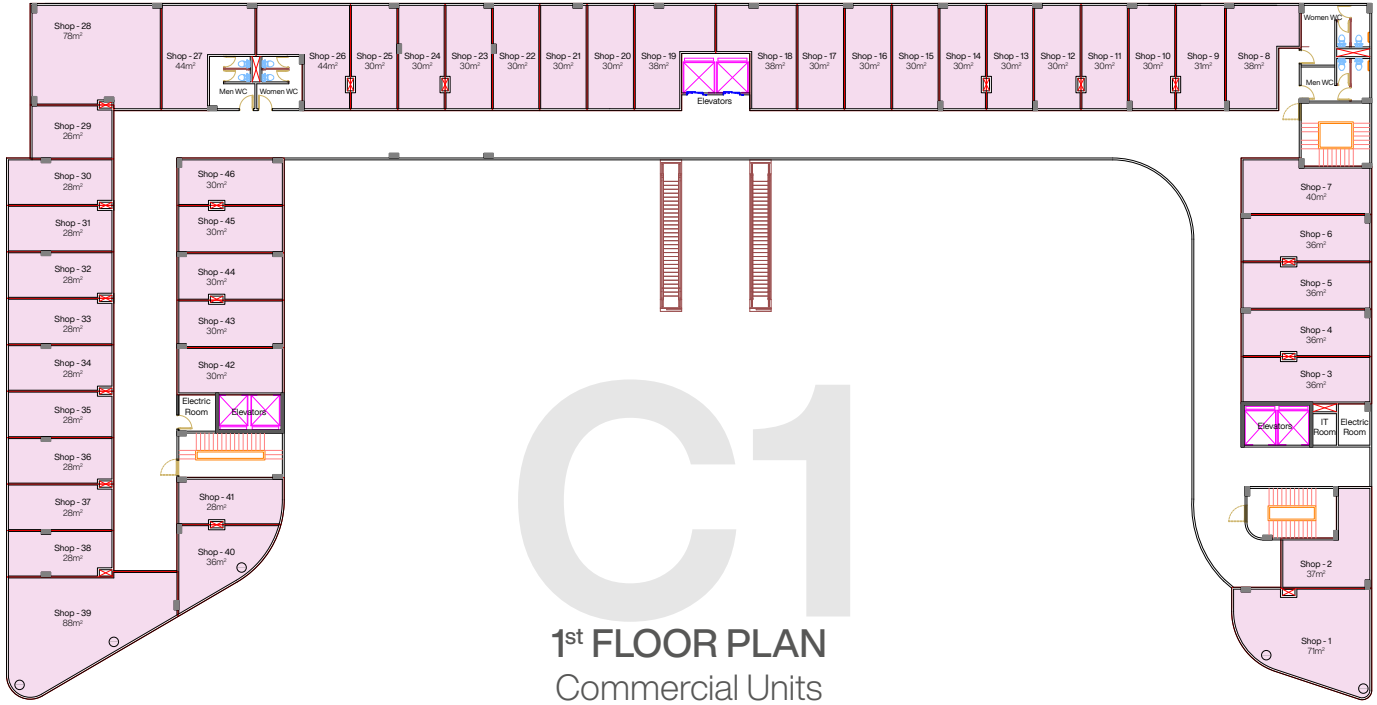 Shop - 28
78m²
Shop - 27
44m²
Men WC
Women WC
Shop - 26
44m²
Shop - 25
30m²
Shop - 24
30m²
Shop - 23
30m²
Shop - 22
30m²
Shop - 21
30m²
Shop - 20
30m²
Shop - 19
38m²
Elevators
Shop - 18
38m²
Shop - 17
30m²
Shop - 16
30m²
Shop - 15
30m²
Shop - 14
30m²
Shop - 13
30m²
Shop - 12
30m²
Shop - 11
30m²
Shop - 10
30m²
Shop - 9
31m²
Shop - 8
38m²
Women WC
Men WC
Shop - 29
26m²
Shop - 30
28m²
Shop - 31
28m²
Shop - 32
28m²
Shop - 33
28m²
Shop - 34
28m²
Shop - 35
28m²
Shop - 36
28m²
Shop - 37
28m²
Shop - 38
28m²
Shop - 39
88m²
Shop - 46
30m²
Shop - 45
30m²
Shop - 44
30m²
Shop - 43
30m²
Shop - 42
30m²
Electric
Room
Elevators
Shop - 41
28m²
Shop - 40
36m²
Shop - 7
40m²
Shop - 6
36m²
Shop - 5
36m²
Shop - 4
36m²
Shop - 3
36m²
Elevators
IT
Room
Electric
Room
Shop - 2
37m²
Shop - 1
71m²
C1
1st FLOOR PLAN
Commercial Units